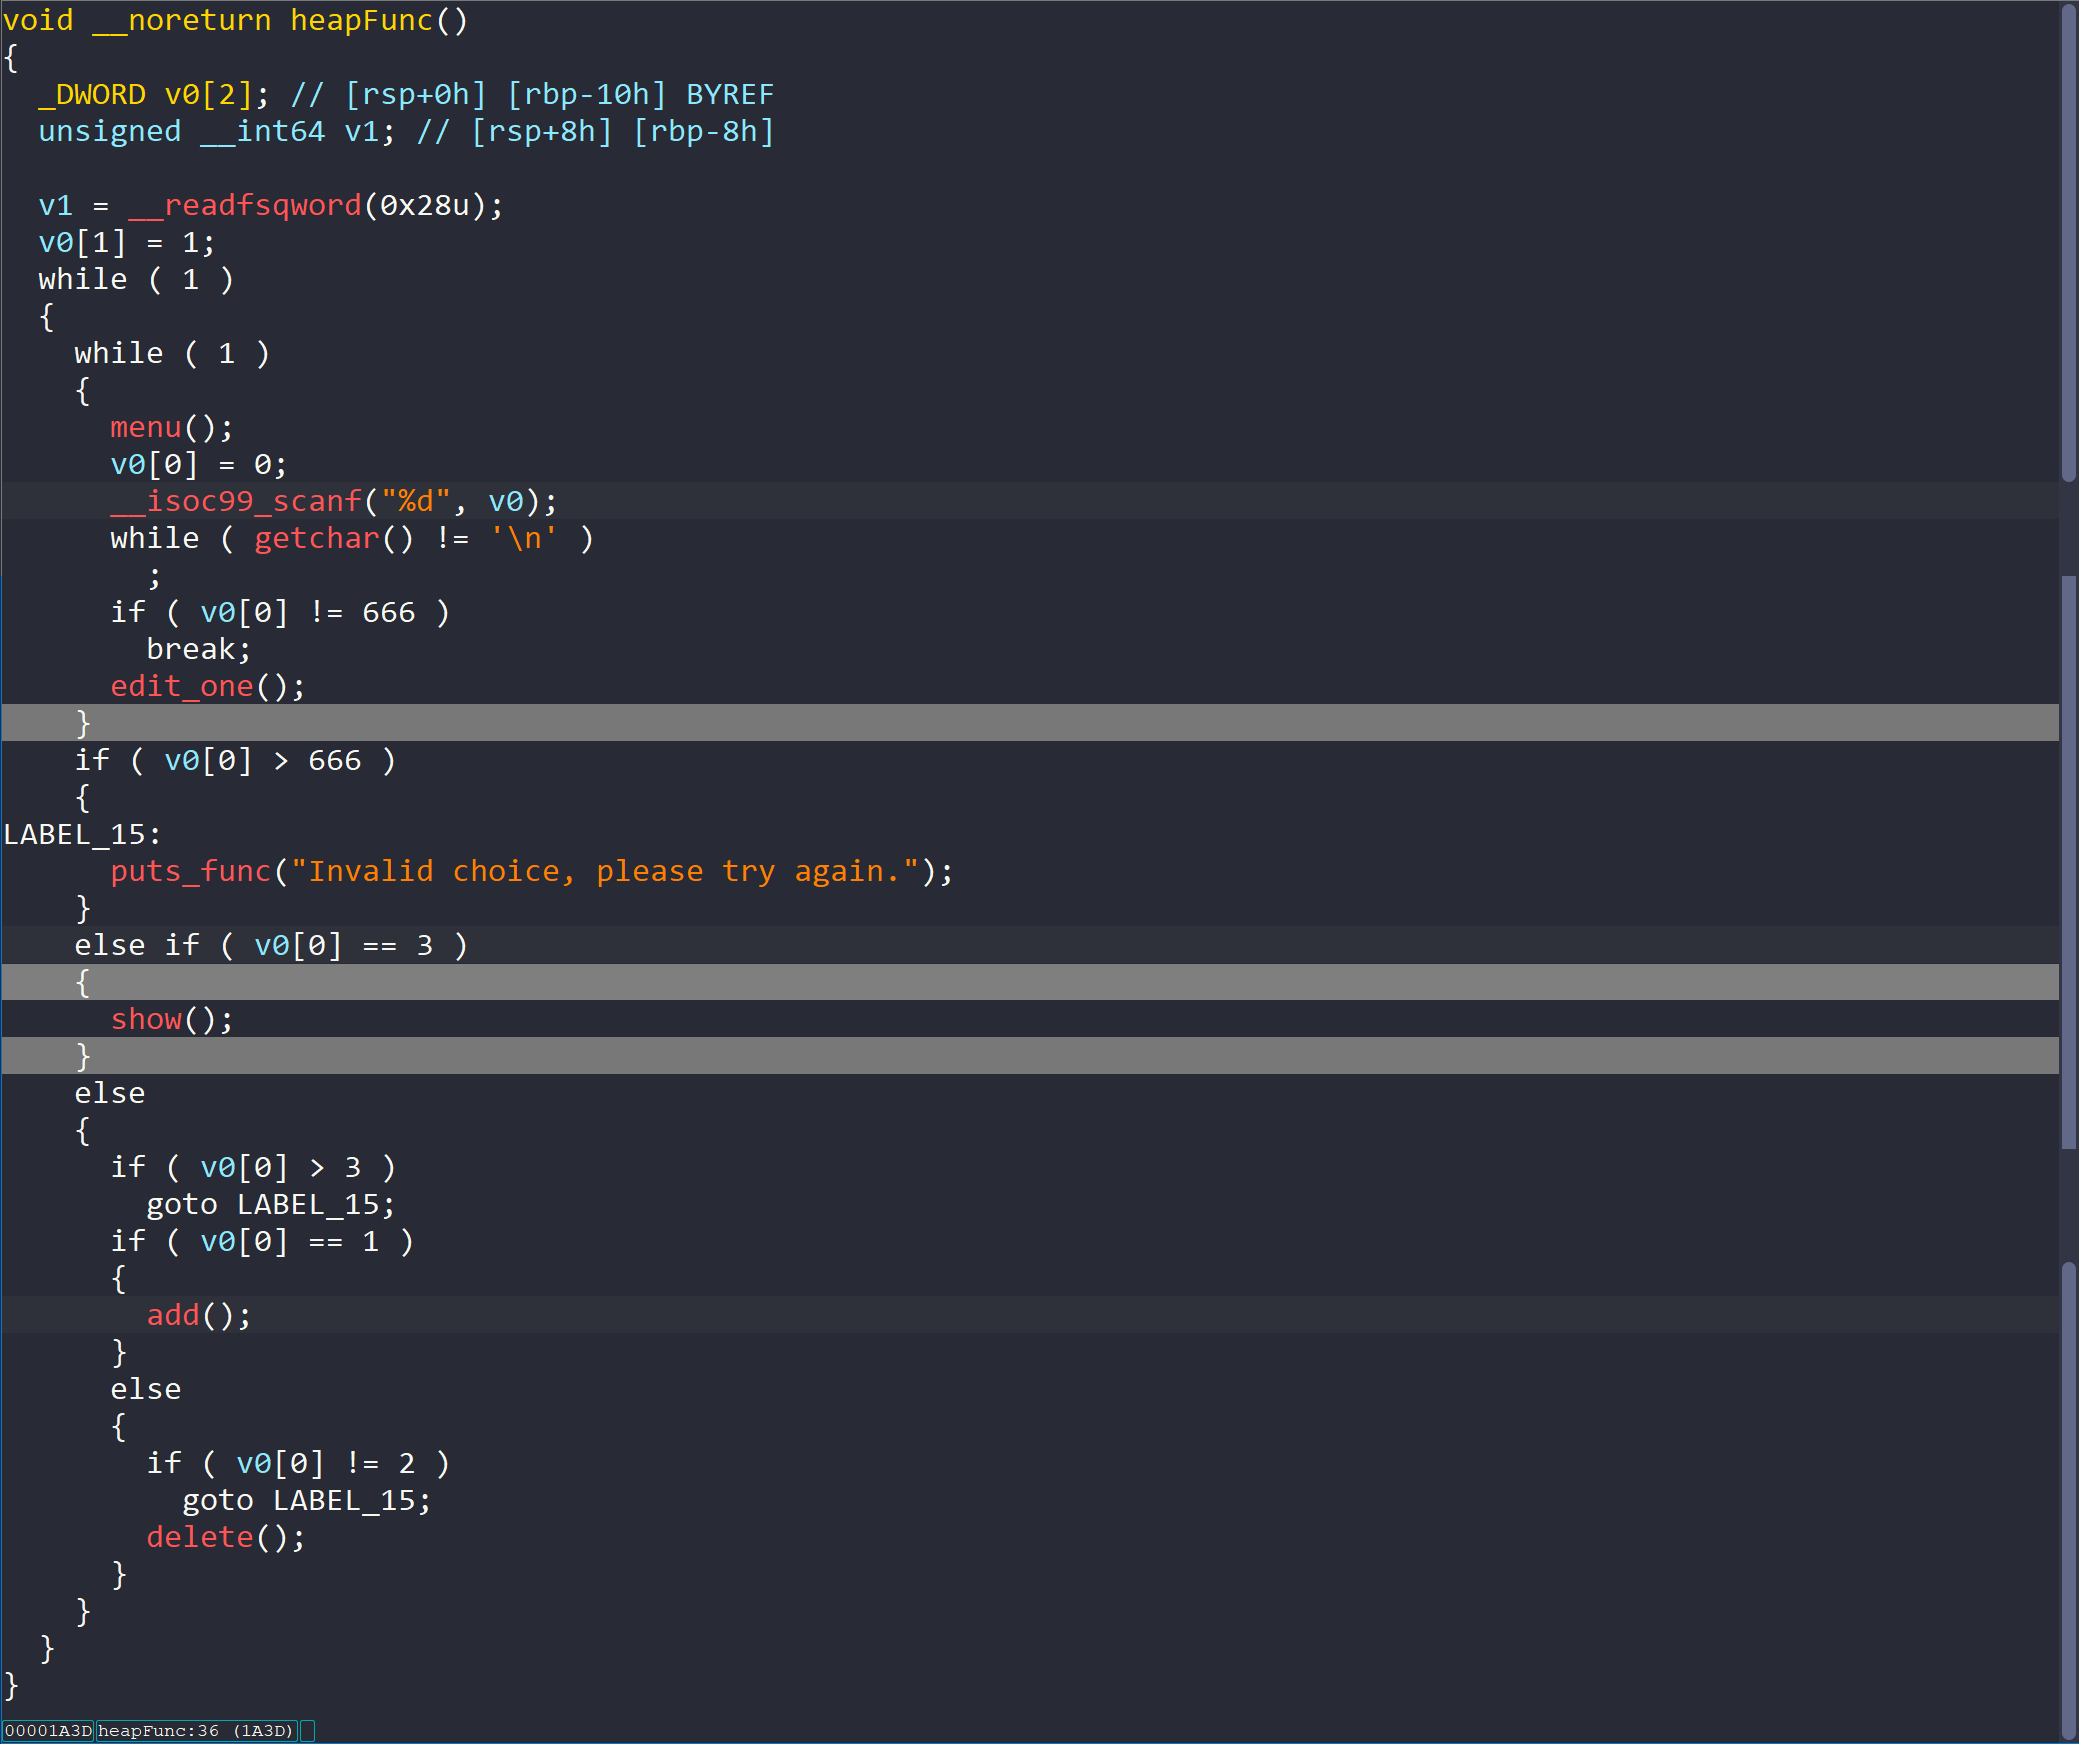 void __noreturn heapFunc()
{
  _DWORD v0[2]; // [rsp+0h] [rbp-10h] BYREF
  unsigned __int64 v1; // [rsp+8h] [rbp-8h]

  v1 = __readfsqword(0x28u);
  v0[1] = 1;
  while ( 1 )
  {
    while ( 1 )
    {
      menu();
      v0[0] = 0;
      __isoc99_scanf("%d", v0);
      while ( getchar() != '\n' )
        ;
      if ( v0[0] != 666 )
        break;
      edit_one();
    }
    if ( v0[0] > 666 )
    {
LABEL_15:
      puts_func("Invalid choice, please try again.");
    }
    else if ( v0[0] == 3 )
    {
      show();
    }
    else
    {
      if ( v0[0] > 3 )
        goto LABEL_15;
      if ( v0[0] == 1 )
      {
        add();
      }
      else
      {
        if ( v0[0] != 2 )
          goto LABEL_15;
        delete();
      }
    }
  }
}
00001A3D heapFunc:36 (1A3D)